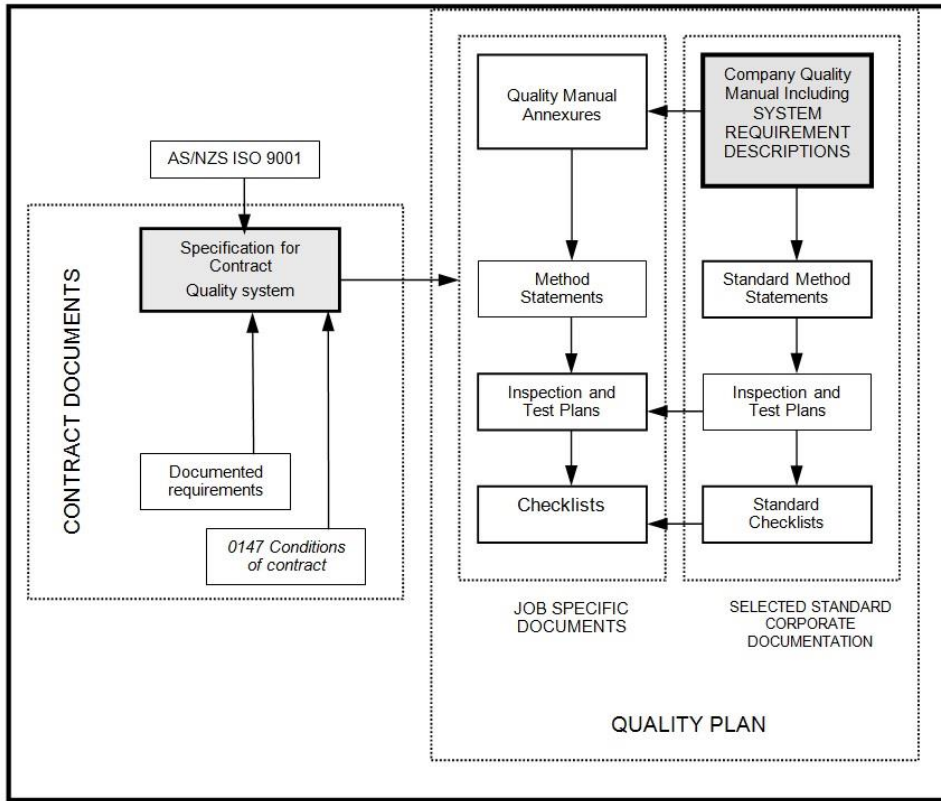 AS/NZS ISO 9001
CONTRACT DOCUMENTS
Specification for
Contract
Quality system
Documented
requirements
0147 Conditions
of contract
Quality Manual
Annexures
Method
Statements
Inspection and
Test Plans
Checklists
JOB SPECIFIC
DOCUMENTS
Company Quality
Manual Including
SYSTEM
REQUIREMENT
DESCRIPTIONS
Standard Method
Statements
Inspection and
Test Plans
Standard
Checklists
SELECTED STANDARD
CORPORATE
DOCUMENTATION
QUALITY PLAN